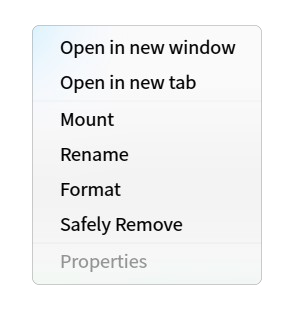 Open in new window
Open in new tab
Mount
Rename
Format
Safely Remove
Properties